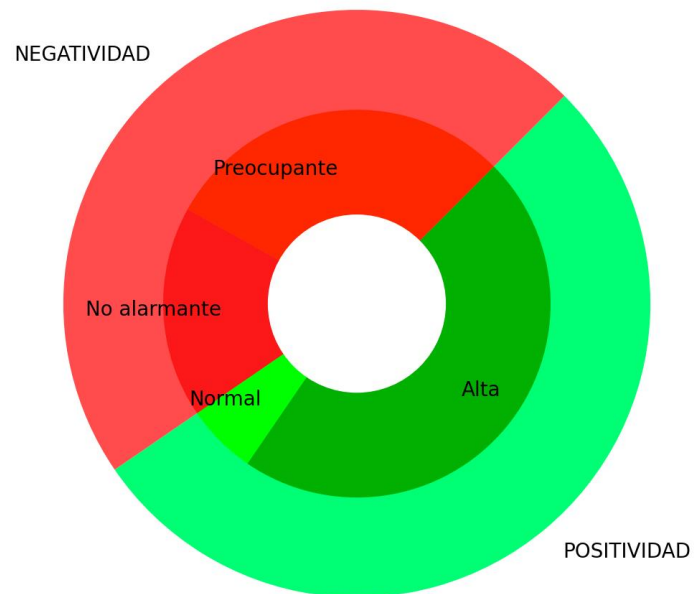 NEGATIVIDAD
Preocupante
No alarmante
Normal
Alta
POSITIVIDAD